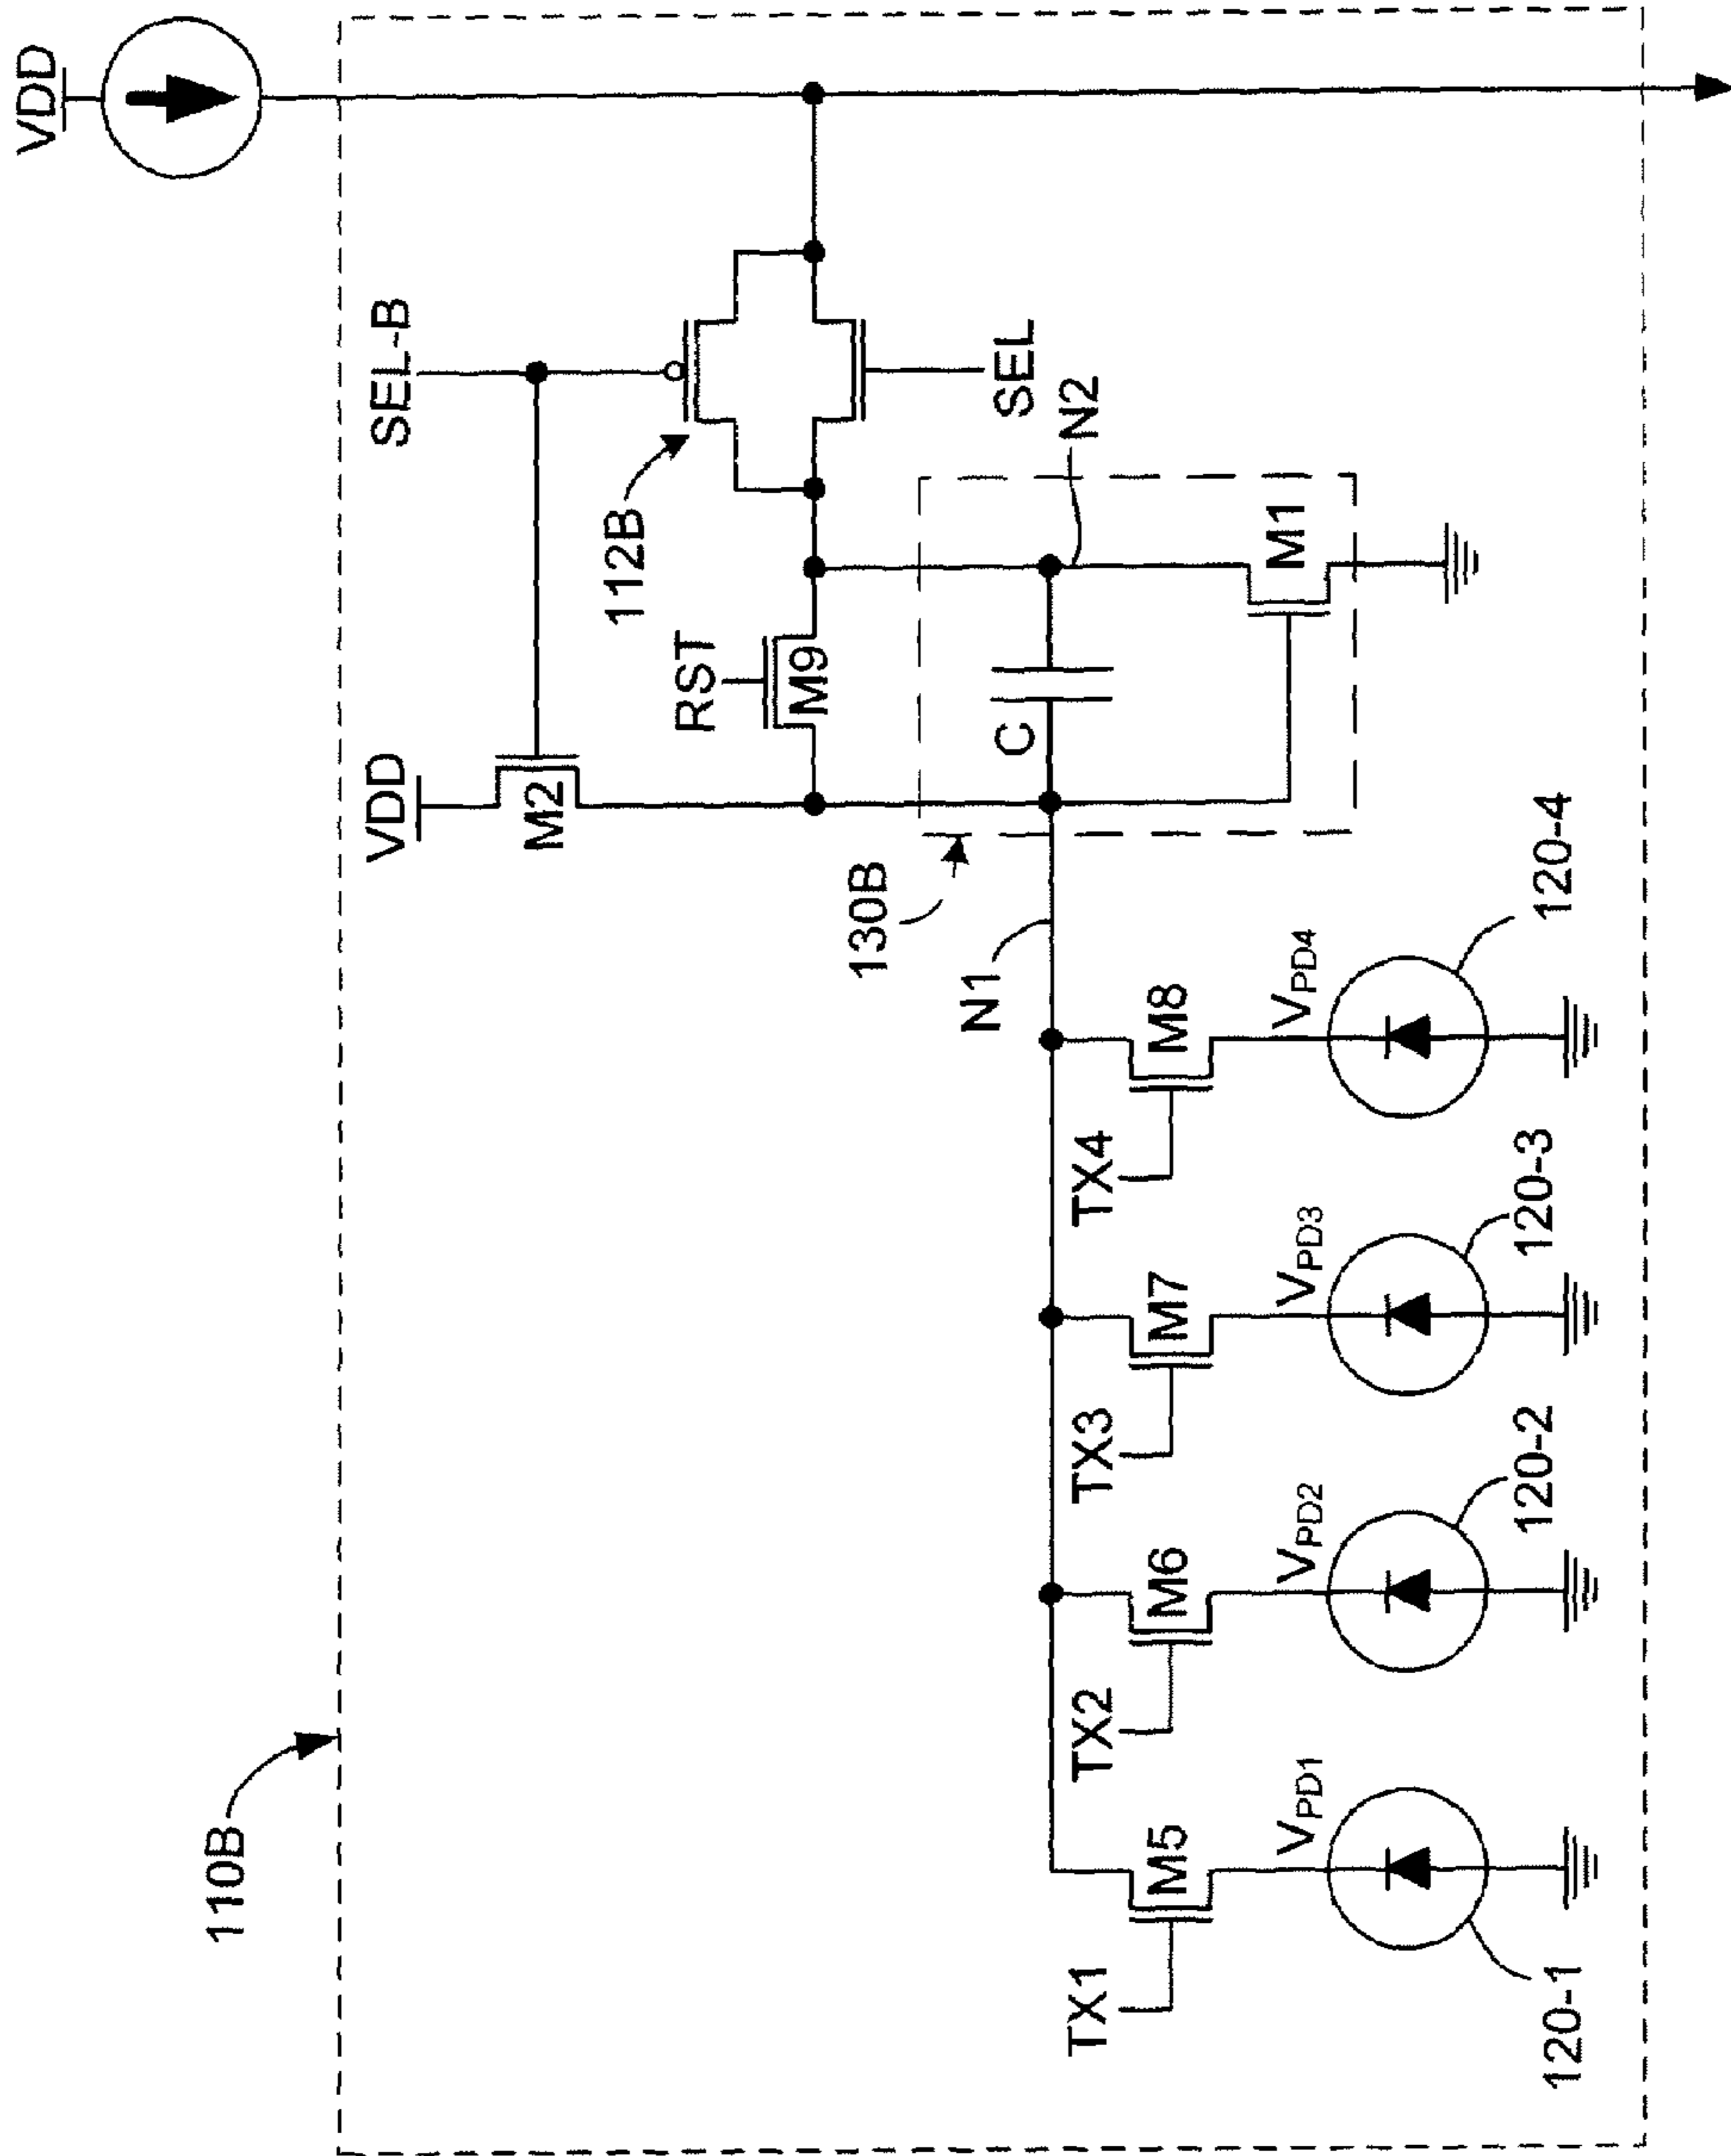 110B
VDD
SEL-B
VDD
M2
RST
M9
112B
SEL
130B
N1
C
N2
M1
TX1
M5
TX2
M6
TX3
M7
TX4
M8
VPD1
VPD2
VPD3
VPD4
120-1
120-2
120-3
120-4